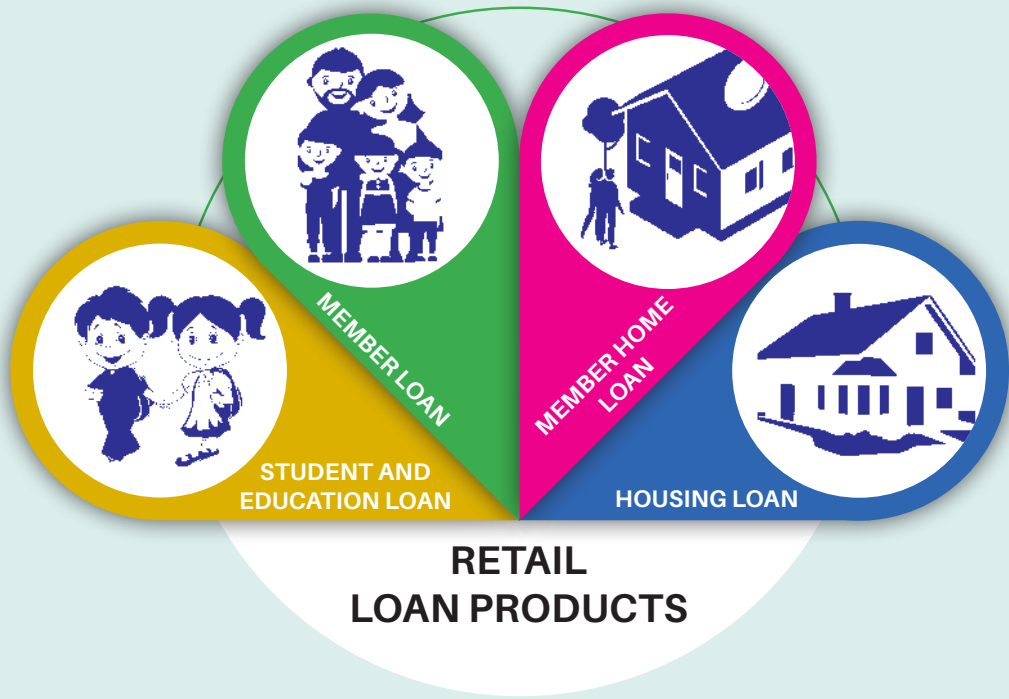 STUDENT AND
EDUCATION LOAN
MEMBER LOAN
MEMBER HOME
LOAN
HOUSING LOAN
RETAIL
LOAN PRODUCTS